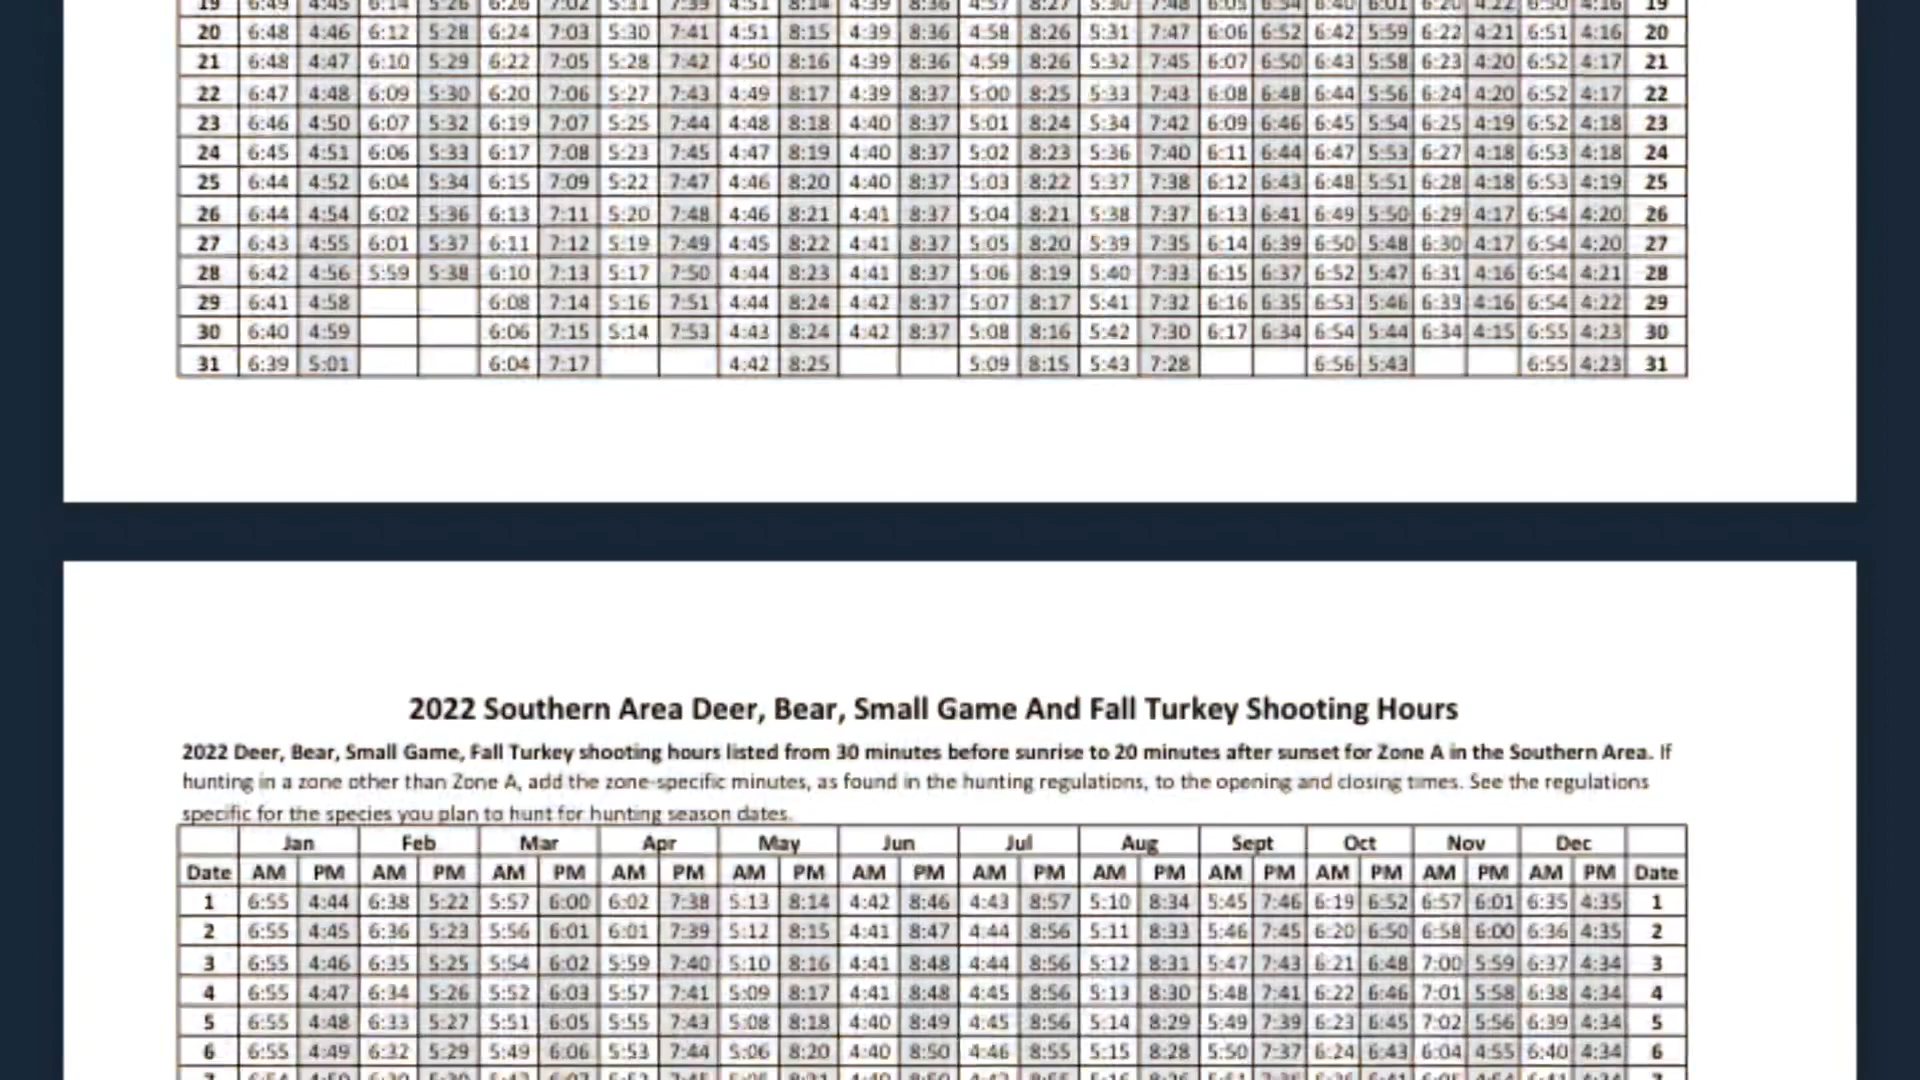 20 6:48 4:46 6:12 5:28 6:24 7:03 5:30 7:41 4:51 8:15 4:39 8:36 4:58 8:26 5:31 7:47 6:06 6:52 6:42 5:59 6:22 4:21 6:51 4:16 20
21 6:48 4:47 6:10 5:29 6:22 7:05 5:28 7:42 4:50 8:16 4:39 8:36 4:59 8:26 5:32 7:45 6:07 6:50 6:43 5:58 6:23 4:20 6:52 4:17 21
22 6:47 4:48 6:09 5:30 6:20 7:06 5:27 7:43 4:49 8:17 4:39 8:37 5:00 8:25 5:33 7:43 6:08 6:48 6:44 5:56 6:24 4:20 6:52 4:17 22
23 6:46 4:50 6:07 5:32 6:19 7:07 5:25 7:44 4:48 8:18 4:40 8:37 5:01 8:24 5:34 7:42 6:09 6:46 6:45 5:54 6:25 4:19 6:52 4:18 23
24 6:45 4:51 6:06 5:33 6:17 7:08 5:23 7:45 4:47 8:19 4:40 8:37 5:02 8:23 5:36 7:40 6:11 6:44 6:47 5:53 6:27 4:18 6:53 4:18 24
25 6:44 4:52 6:04 5:34 6:15 7:09 5:22 7:47 4:46 8:20 4:40 8:37 5:03 8:22 5:37 7:38 6:12 6:43 6:48 5:51 6:28 4:18 6:53 4:19 25
26 6:44 4:54 6:02 5:36 6:13 7:11 5:20 7:48 4:46 8:21 4:41 8:37 5:04 8:21 5:38 7:37 6:13 6:41 6:49 5:50 6:29 4:17 6:54 4:20 26
27 6:43 4:55 6:01 5:37 6:11 7:12 5:19 7:49 4:45 8:22 4:41 8:37 5:05 8:20 5:39 7:35 6:14 6:39 6:50 5:48 6:30 4:17 6:54 4:20 27
28 6:42 4:56 5:59 5:38 6:10 7:13 5:17 7:50 4:44 8:23 4:41 8:37 5:06 8:19 5:40 7:33 6:15 6:37 6:52 5:47 6:31 4:16 6:54 4:21 28
29 6:41 4:58 6:08 7:14 5:16 7:51 4:44 8:24 4:42 8:37 5:07 8:17 5:41 7:32 6:16 6:35 6:53 5:46 6:33 4:16 6:54 4:22 29
30 6:40 4:59 6:06 7:15 5:14 7:53 4:43 8:24 4:42 8:37 5:08 8:16 5:42 7:30 6:17 6:34 6:54 5:44 6:34 4:15 6:55 4:23 30
31 6:39 5:01 6:04 7:17 4:42 8:25 5:09 8:15 5:43 7:28 6:56 5:43 6:55 4:23 31
2022 Southern Area Deer, Bear, Small Game And Fall Turkey Shooting Hours
2022 Deer, Bear, Small Game, Fall Turkey shooting hours listed from 30 minutes before sunrise to 20 minutes after sunset for Zone A in the Southern Area. If
hunting in a zone other than Zone A, add the zone-specific minutes, as found in the hunting regulations, to the opening and closing times. See the regulations
specific for the species you plan to hunt for hunting season dates.
Jan Feb Mar Apr May Jun Jul Aug Sept Oct Nov Dec
Date AM PM AM PM AM PM AM PM AM PM AM PM AM PM AM PM AM PM AM PM AM PM AM PM Date
1 6:55 4:44 6:38 5:22 5:57 6:00 6:02 7:38 5:13 8:14 4:42 8:46 4:43 8:57 5:10 8:34 5:45 7:46 6:19 6:52 6:57 6:01 6:35 4:35 1
2 6:55 4:45 6:36 5:23 5:56 6:01 6:01 7:39 5:12 8:15 4:41 8:47 4:44 8:56 5:11 8:33 5:46 7:45 6:20 6:50 6:58 6:00 6:36 4:35 2
3 6:55 4:46 6:35 5:25 5:54 6:02 5:59 7:40 5:10 8:16 4:41 8:48 4:44 8:56 5:12 8:31 5:47 7:43 6:21 6:48 7:00 5:59 6:37 4:34 3
4 6:55 4:47 6:34 5:26 5:52 6:03 5:57 7:41 5:09 8:17 4:41 8:48 4:45 8:56 5:13 8:30 5:48 7:41 6:22 6:46 7:01 5:58 6:38 4:34 4
5 6:55 4:48 6:33 5:27 5:51 6:05 5:55 7:43 5:08 8:18 4:40 8:49 4:45 8:56 5:14 8:29 5:49 7:39 6:23 6:45 7:02 5:56 6:39 4:34 5
6 6:55 4:49 6:32 5:29 5:49 6:06 5:53 7:44 5:06 8:20 4:40 8:50 4:46 8:55 5:15 8:28 5:50 7:37 6:24 6:43 6:04 4:55 6:40 4:34 6